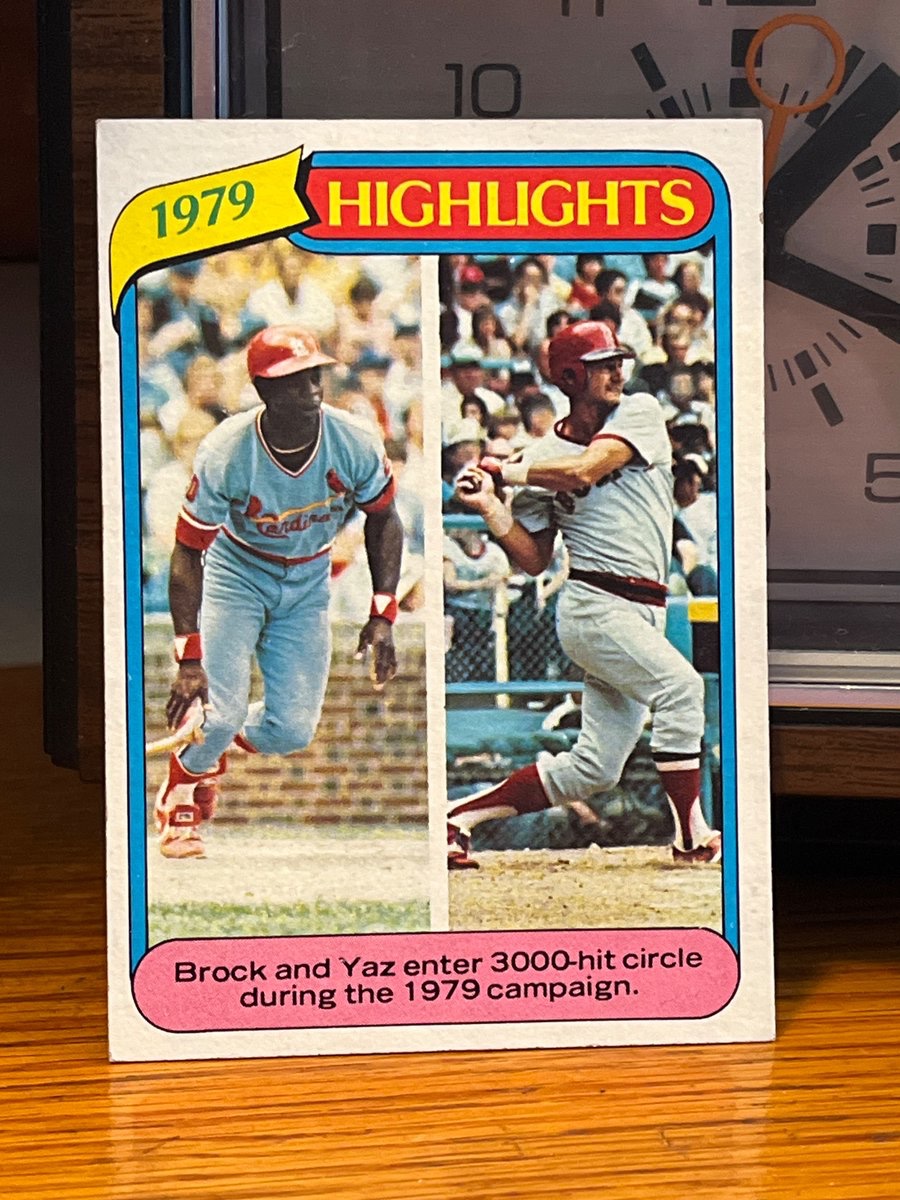 10
1979
HIGHLIGHTS
Cardinals
5
Brock and Yaz enter 3000-hit circle
during the 1979 campaign.